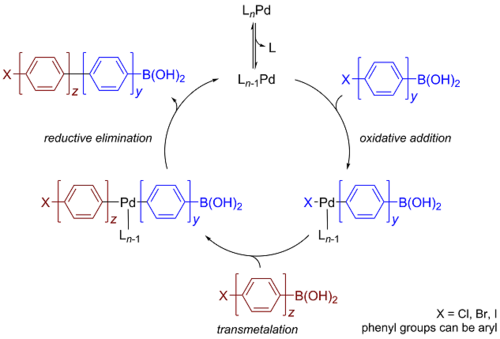 LₙPd
L
Lₙ₋₁Pd
X B(OH)₂
z y
X B(OH)₂
y
reductive elimination
oxidative addition
X Pd B(OH)₂
z y
Lₙ₋₁
X-Pd B(OH)₂
y
Lₙ₋₁
X B(OH)₂
z
transmetalation
X = Cl, Br, I
phenyl groups can be aryl